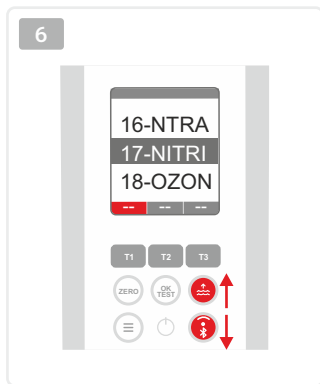 6
16-NTRA
17-NITRI
18-OZON
-- -- --
T1 T2 T3
ZERO OK TEST